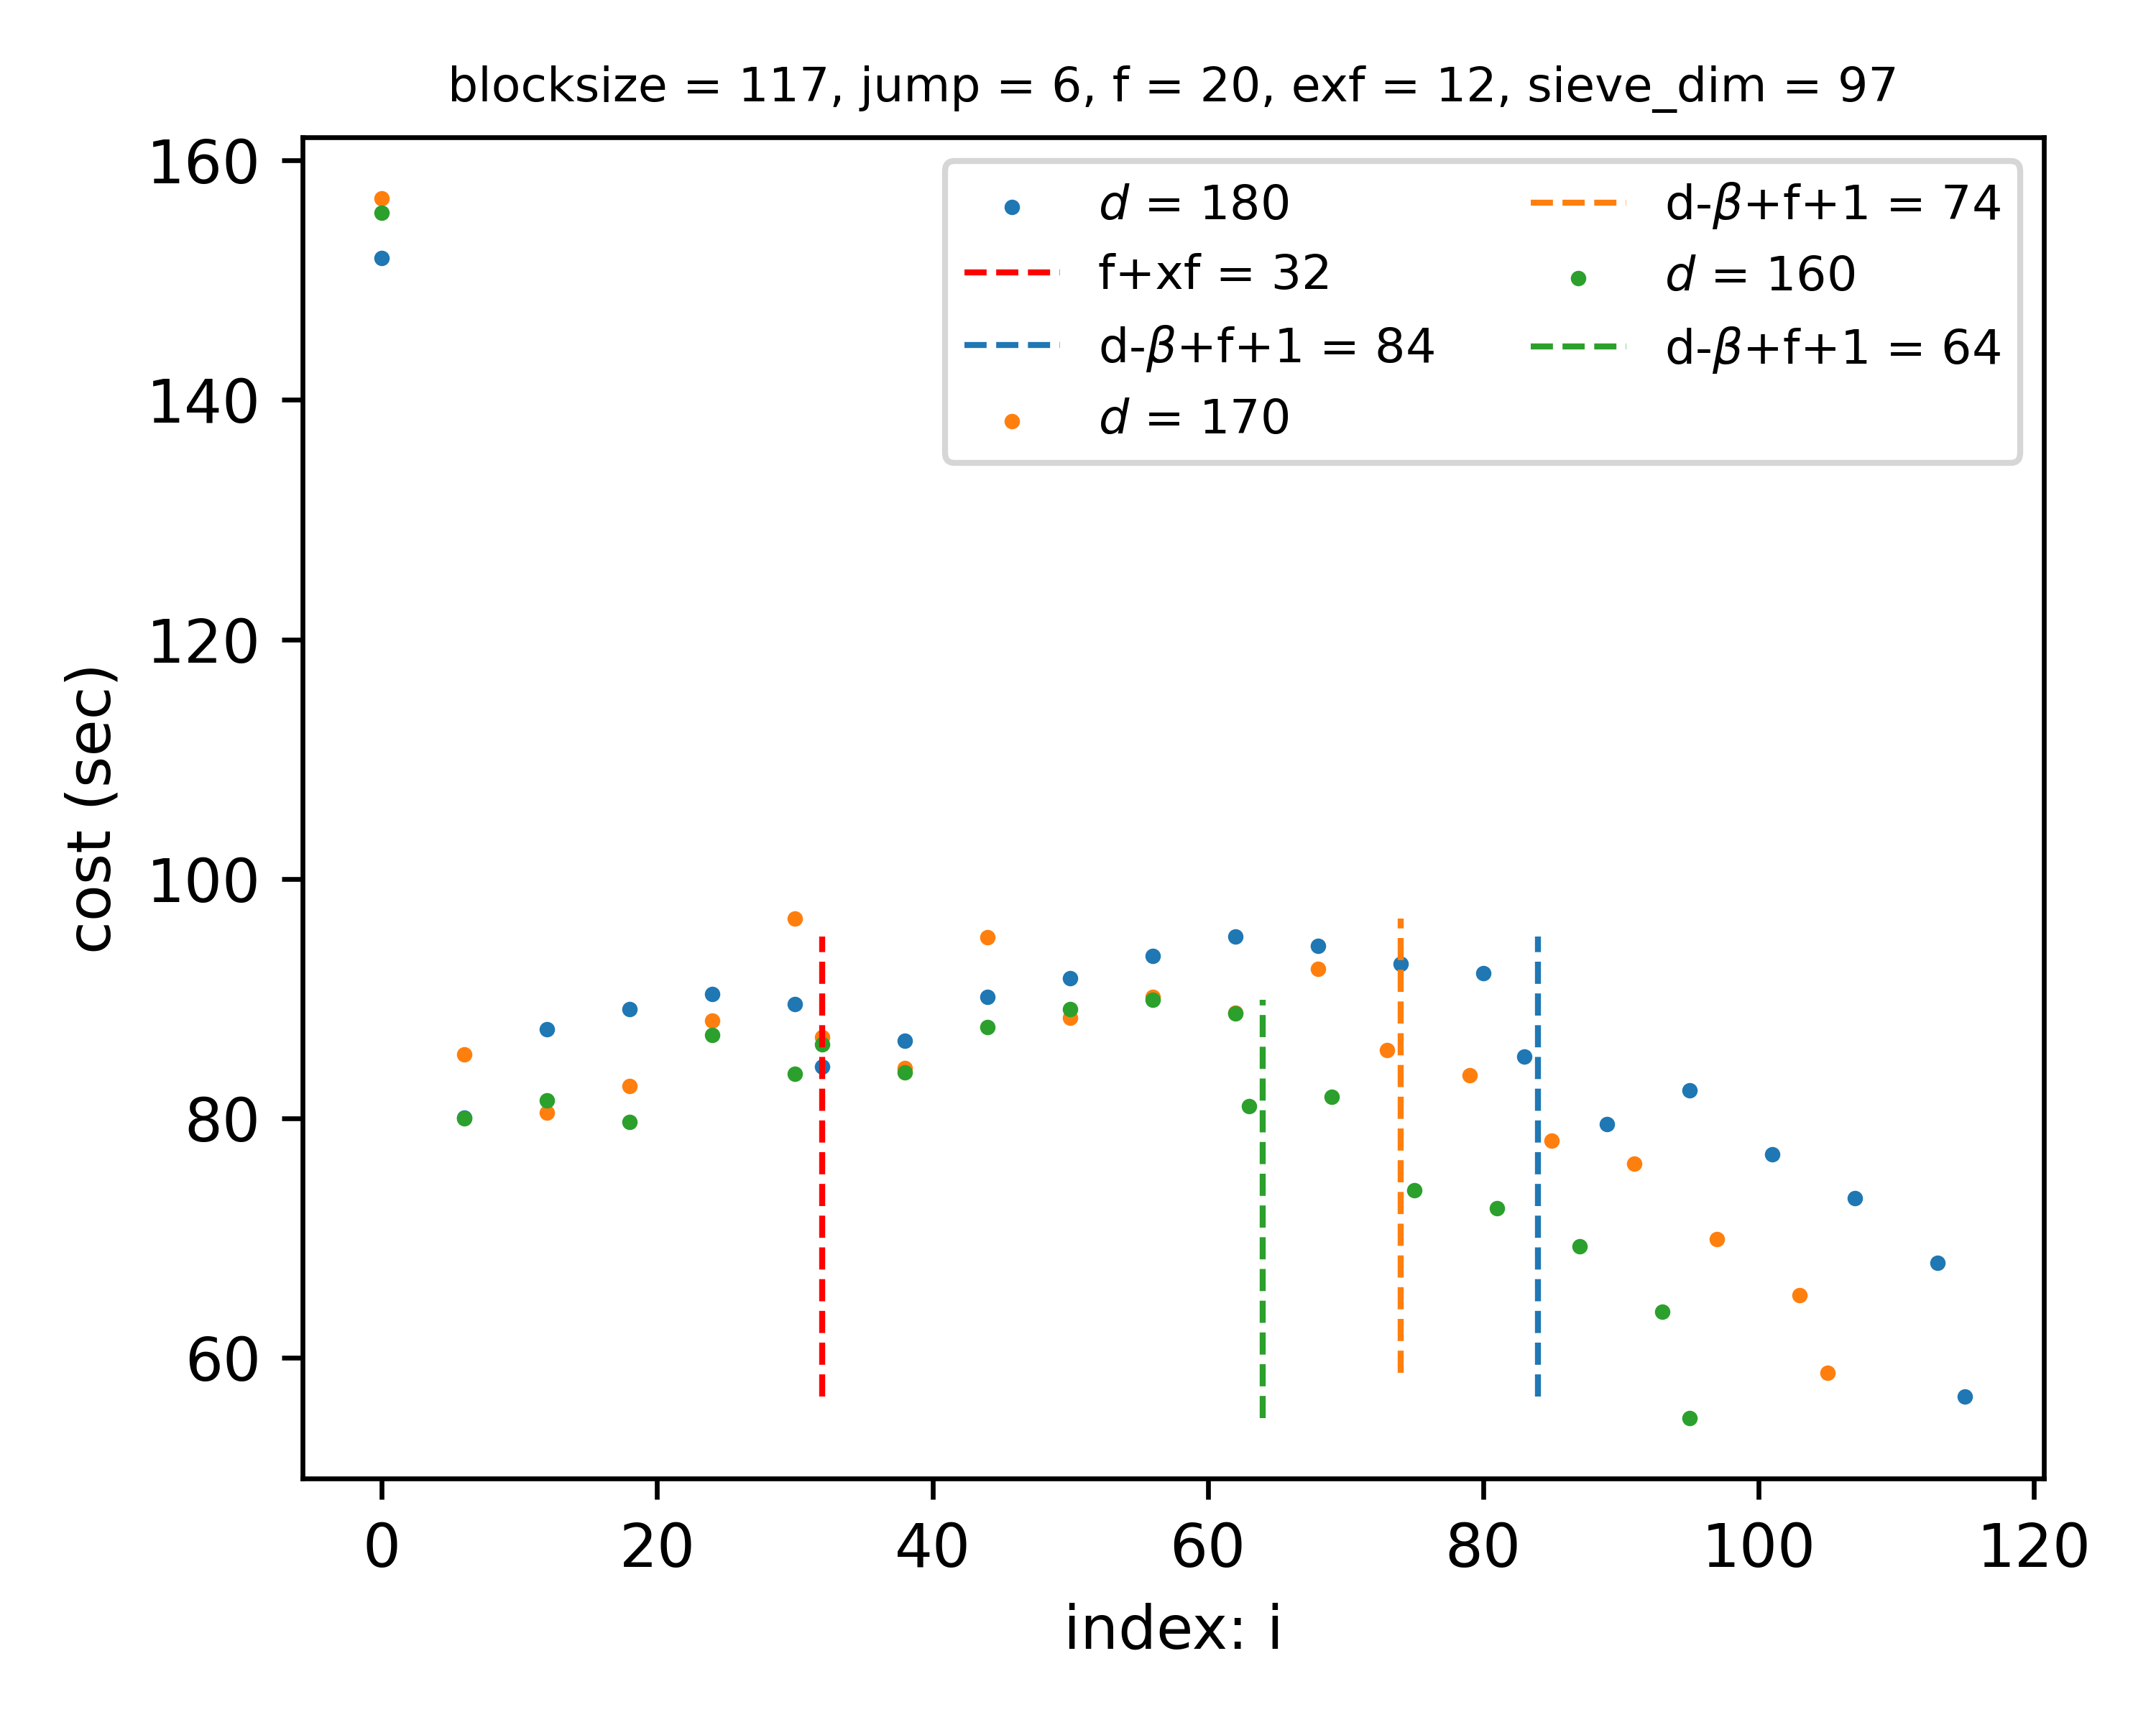 blocksize = 117, jump = 6, f = 20, exf = 12, sieve_dim = 97
160
140
120
100
80
60
cost (sec)
d = 180
f+xf = 32
d-β+f+1 = 84
d = 170
d-β+f+1 = 74
d = 160
d-β+f+1 = 64
0 20 40 60 80 100 120
index: i